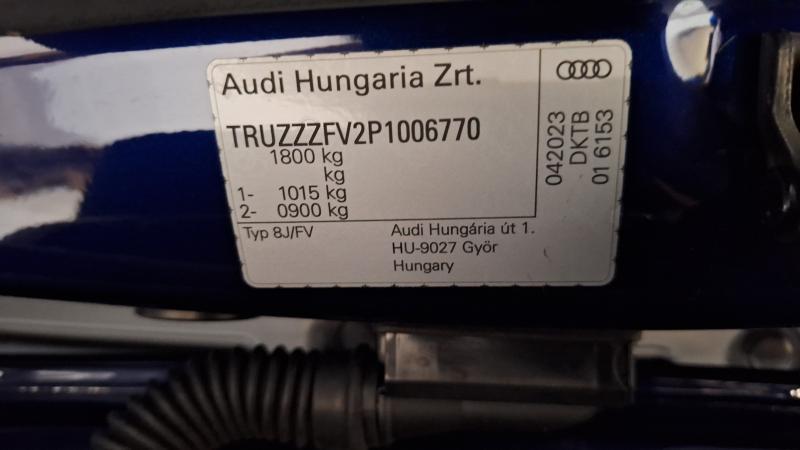 Audi Hungaria Zrt.
TRUZZZFV2P1006770
1800 kg
kg
1- 1015 kg
2- 0900 kg
Typ 8J/FV
Audi Hungária út 1.
HU-9027 Györ
Hungary
042023
DKTB
01 6153